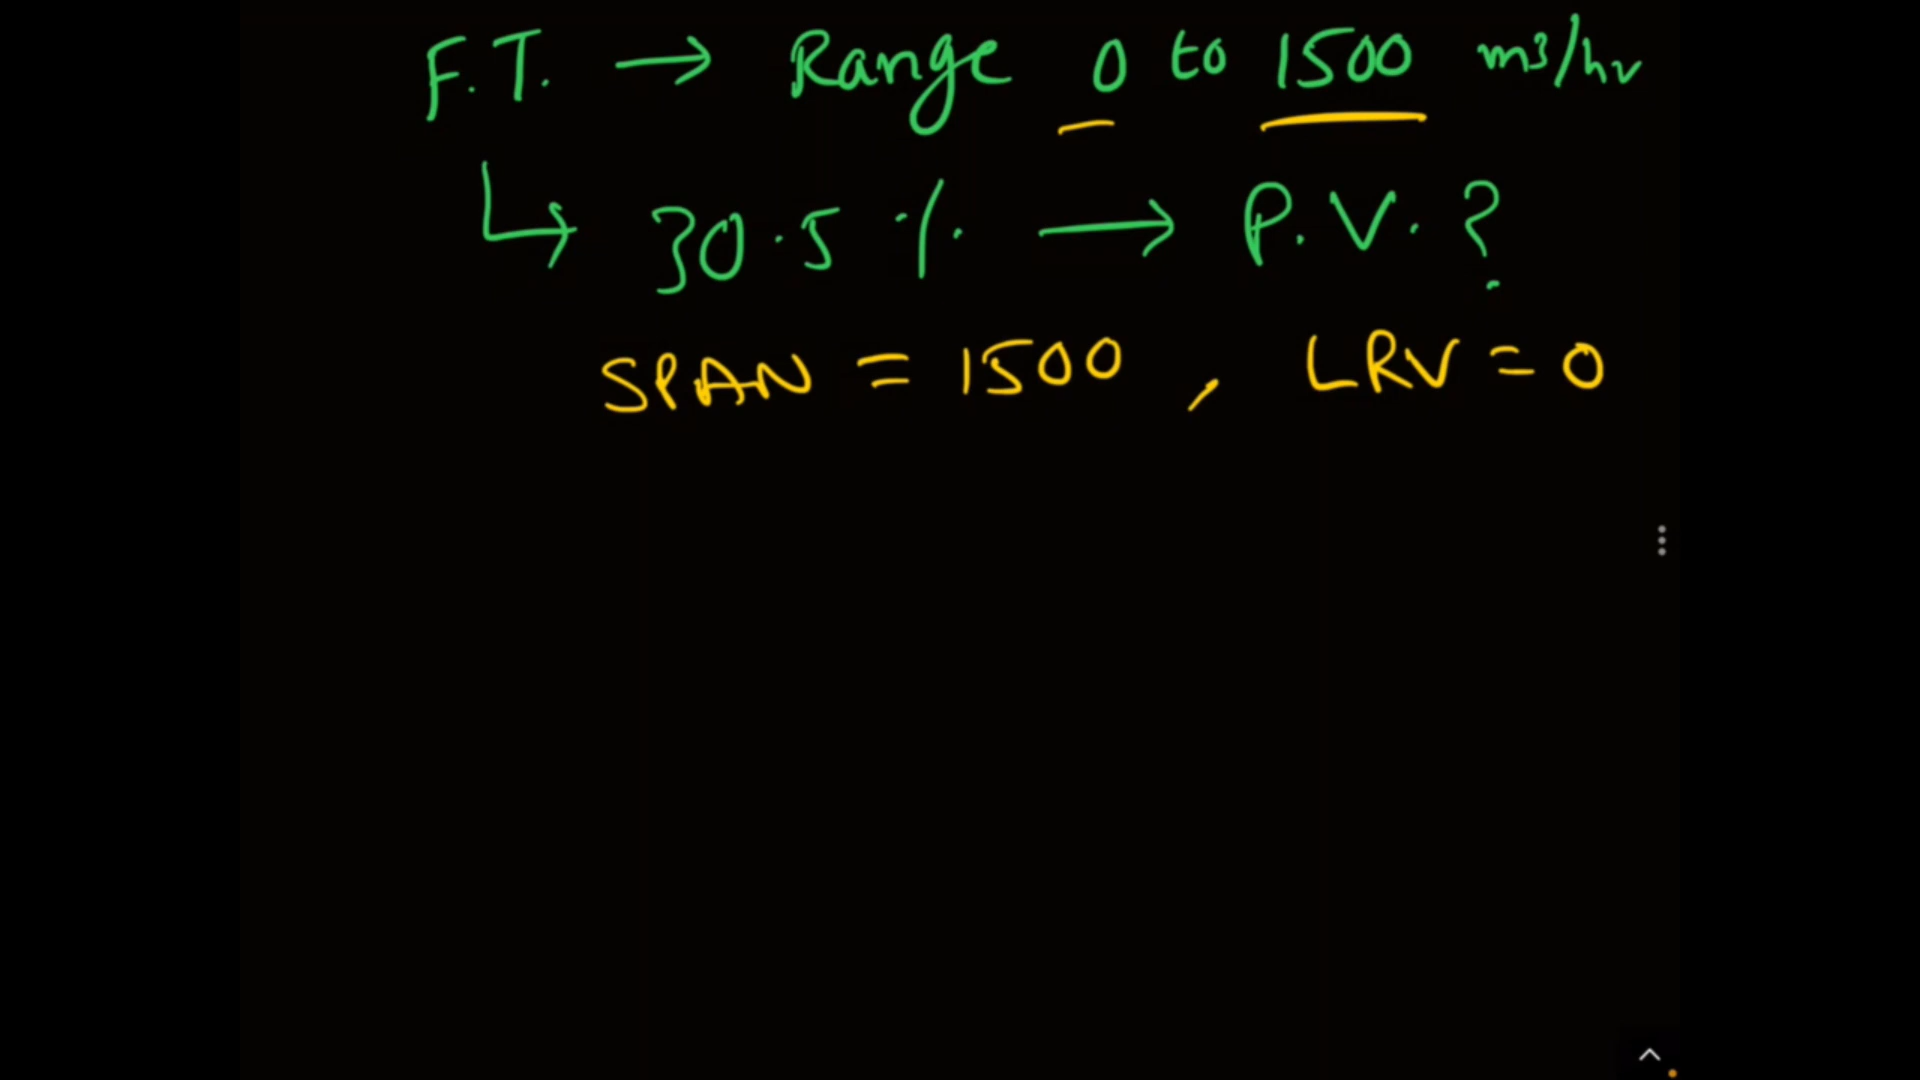 F.T. → Range 0 to 1500 m³/hr
↳ 30.5 % → P.V. ?
SPAN = 1500 , LRV = 0